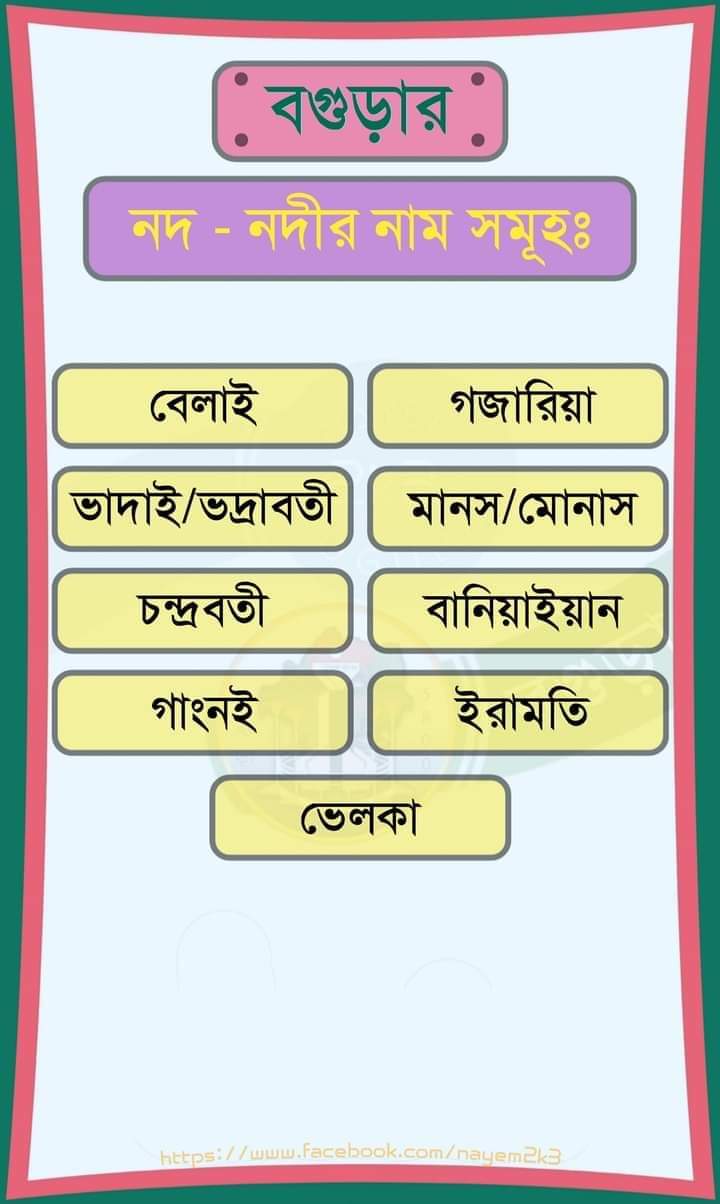 বগুড়ার
নদ - নদীর নাম সমূহঃ
বেলাই
গজারিয়া
ভাদাই/ভদ্রাবতী
মানস/মোনাস
চন্দ্রবতী
বানিয়াইয়ান
গাংনই
ইরামতি
ভেলকা
https://www.facebook.com/nayem2k3